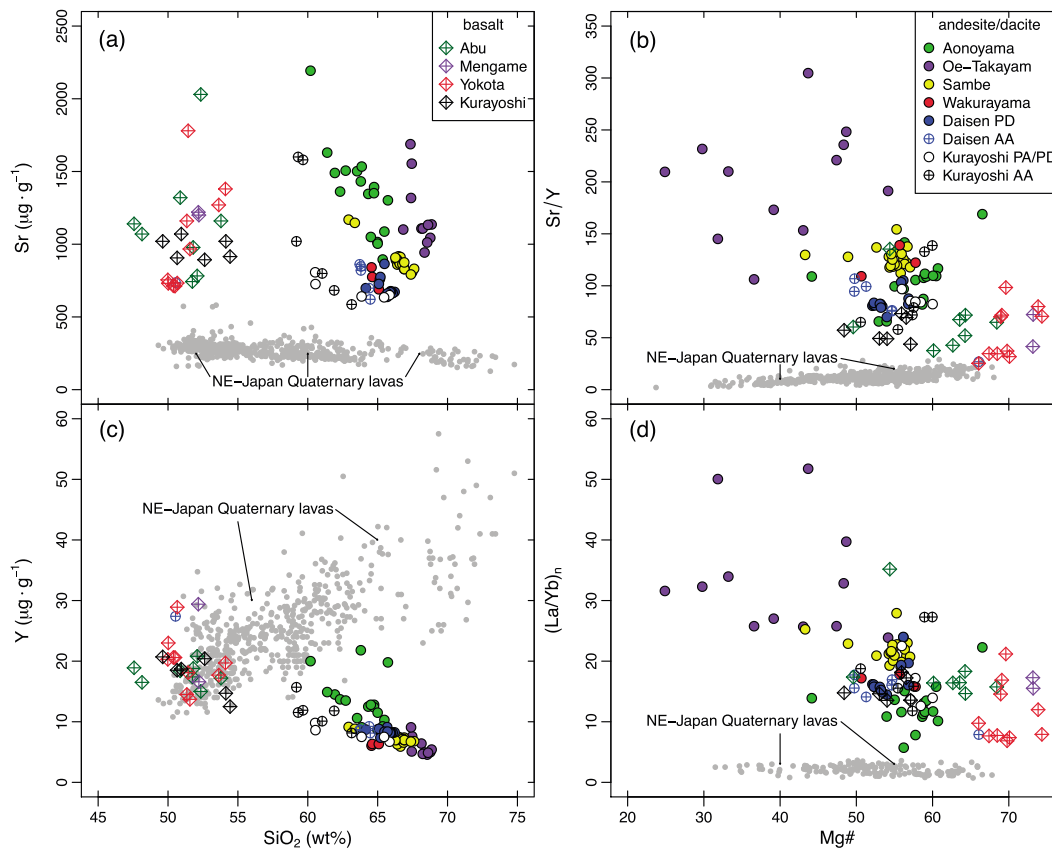 (a)
basalt
Abu
Mengame
Yokota
Kurayoshi
NE−Japan Quaternary lavas
Sr (μg·g⁻¹)
0
500
1000
1500
2000
2500
(b)
andesite/dacite
Aonoyama
Oe−Takayam
Sambe
Wakurayama
Daisen PD
Daisen AA
Kurayoshi PA/PD
Kurayoshi AA
NE−Japan Quaternary lavas
Sr/Y
0
50
100
150
200
250
300
350
(c)
NE−Japan Quaternary lavas
Y (μg·g⁻¹)
0
10
20
30
40
50
60
45
50
55
60
65
70
75
SiO₂ (wt%)
(d)
NE−Japan Quaternary lavas
(La/Yb)ₙ
0
10
20
30
40
50
60
20
30
40
50
60
70
Mg#